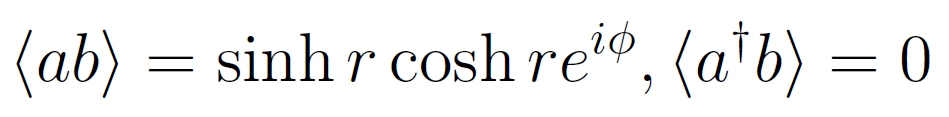 ⟨ab⟩ = sinh r cosh re^{iϕ}, ⟨a^†b⟩ = 0